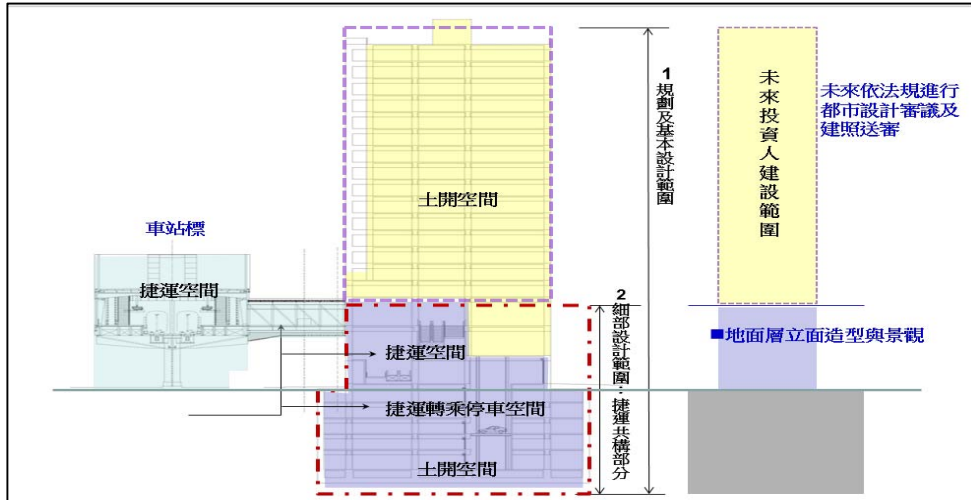 車站標
捷運空間
土開空間
捷運空間
捷運轉乘停車空間
土開空間
1規劃及基本設計範圍
2細部設計範圍：捷運共構部分
未來投資人建設範圍
未來依法規進行
都市設計審議及
建照送審
■地面層立面造型與景觀